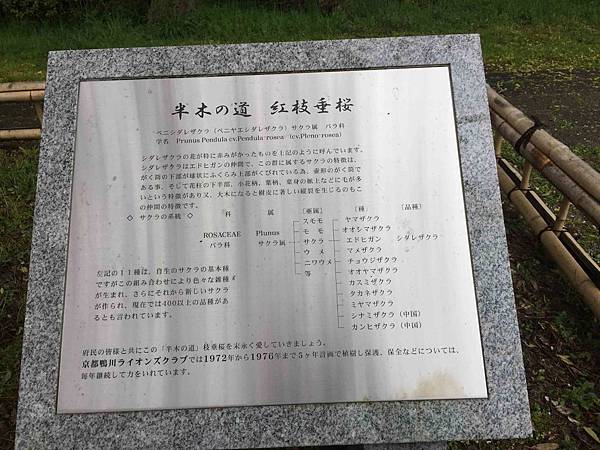 半木の道 紅枝垂桜
ベニシダレザクラ（ベニヤエシダレザクラ）サクラ属 バラ科
学名 Prunus Pendula cv.Pendula-rosea (cv.Pleno-rosea)
シダレザクラの花が特に赤みがかったものを上記のように呼んでいます。
シダレザクラはエドヒガンの仲間で、この群に属するサクラの特徴は、
がく筒の下部が球状にふくらみ上部がくびれている為、壷形のがく筒で
ある事、そして花柱の下半部、小花柄、葉柄、葉身の脈上などに毛が多
いという特徴があり又、大木になると樹皮に著しい縦裂を生じるのもこ
の仲間の特徴です。
◇ サクラの系統 ◇
科 属 〔亜属〕 〔種〕 〔品種〕
ROSACEAE バラ科
Plunus サクラ属
スモモ
モモ
サクラ
ウメ
ニワウメ
等
ヤマザクラ
オオシマザクラ
エドヒガン シダレザクラ
マメザクラ
チョウジザクラ
オオヤマザクラ
カスミザクラ
タカネザクラ
ミヤマザクラ
シナミザクラ（中国）
カンヒザクラ（中国）
左記の11種は、自生のサクラの基本種
ですがこの組み合わせにより色々な雑種
が生まれ、さらにそれから新しいサクラ
が作られ、現在では400以上の品種があ
るとも言われています。
府民の皆様と共にこの「半木の道」枝垂桜を末永く愛していきましょう。
京都鴨川ライオンズクラブでは1972年から1976年まで5ヶ年計画で植樹し保護、保全などについては、
毎年継続して力をいれています。